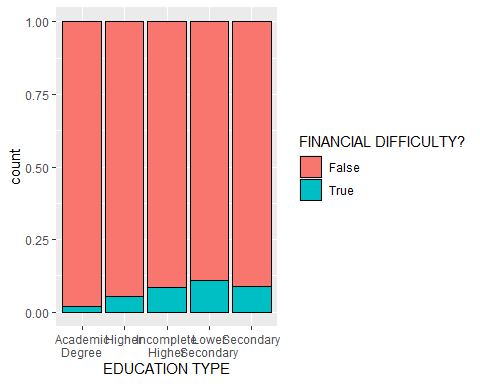 1.00
0.75
0.50
0.25
0.00
count
Academic Higher Incomplete Lower Secondary
Degree Higher Secondary
EDUCATION TYPE
FINANCIAL DIFFICULTY?
False
True